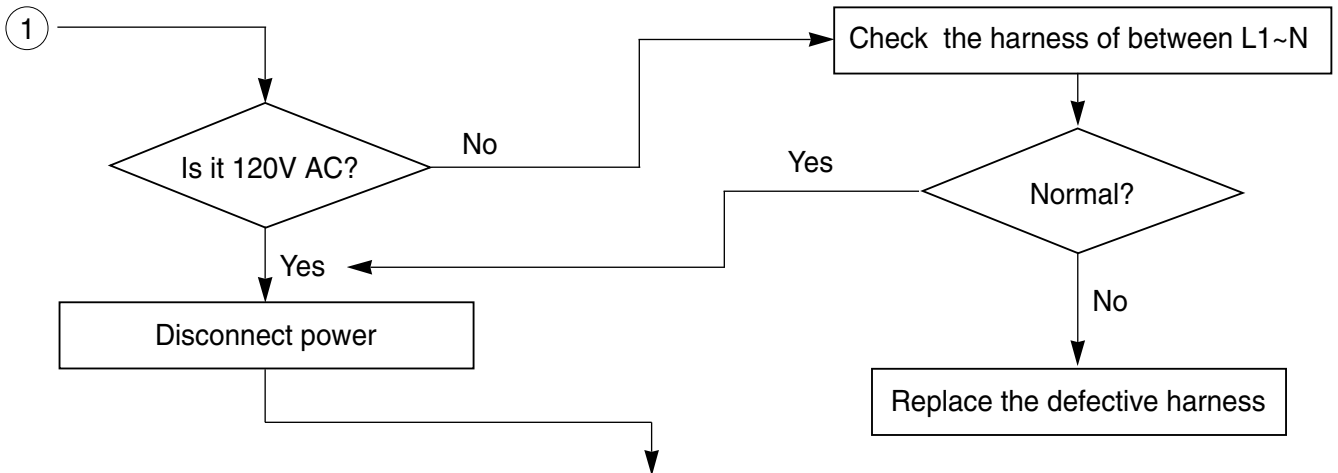 1
Check the harness of between L1~N
Is it 120V AC?
No
Yes
Normal?
Yes
Disconnect power
No
Replace the defective harness